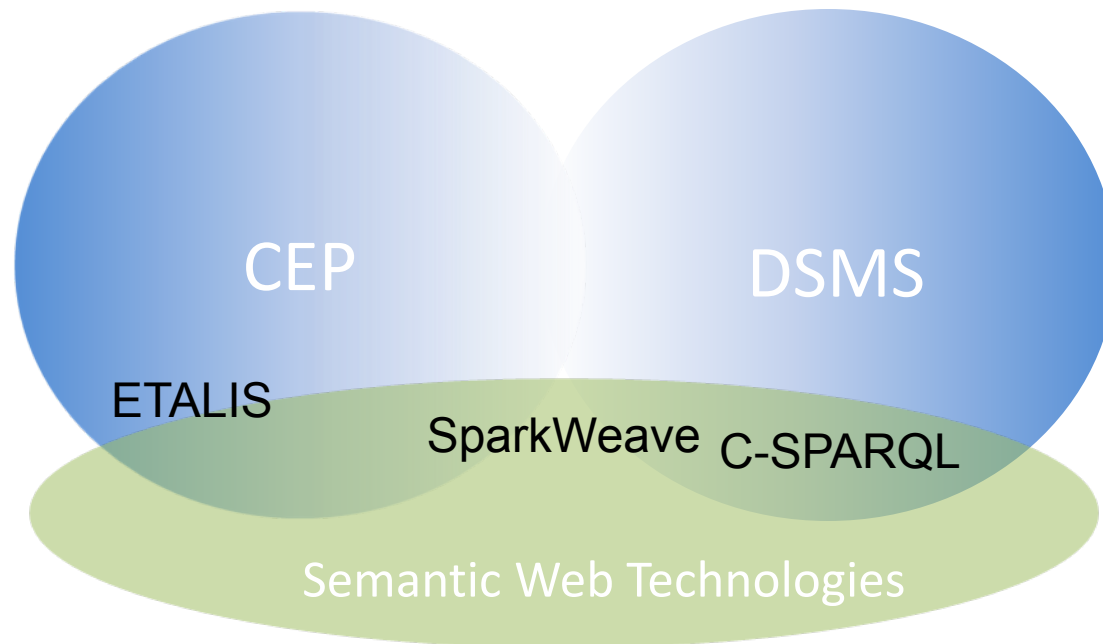 CEP
DSMS
ETALIS
SparkWeave
C-SPARQL
Semantic Web Technologies